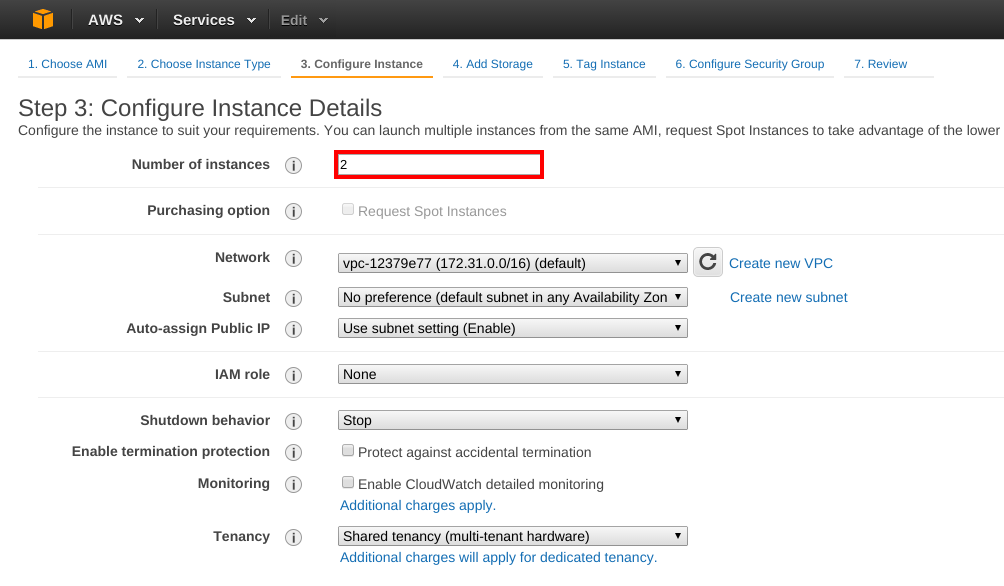 AWS Services Edit
1. Choose AMI 2. Choose Instance Type 3. Configure Instance 4. Add Storage 5. Tag Instance 6. Configure Security Group 7. Review
Step 3: Configure Instance Details
Configure the instance to suit your requirements. You can launch multiple instances from the same AMI, request Spot Instances to take advantage of the lower
Number of instances i 2
Purchasing option i Request Spot Instances
Network i vpc-12379e77 (172.31.0.0/16) (default) Create new VPC
Subnet i No preference (default subnet in any Availability Zon Create new subnet
Auto-assign Public IP i Use subnet setting (Enable)
IAM role i None
Shutdown behavior i Stop
Enable termination protection i Protect against accidental termination
Monitoring i Enable CloudWatch detailed monitoring
Additional charges apply.
Tenancy i Shared tenancy (multi-tenant hardware)
Additional charges will apply for dedicated tenancy.